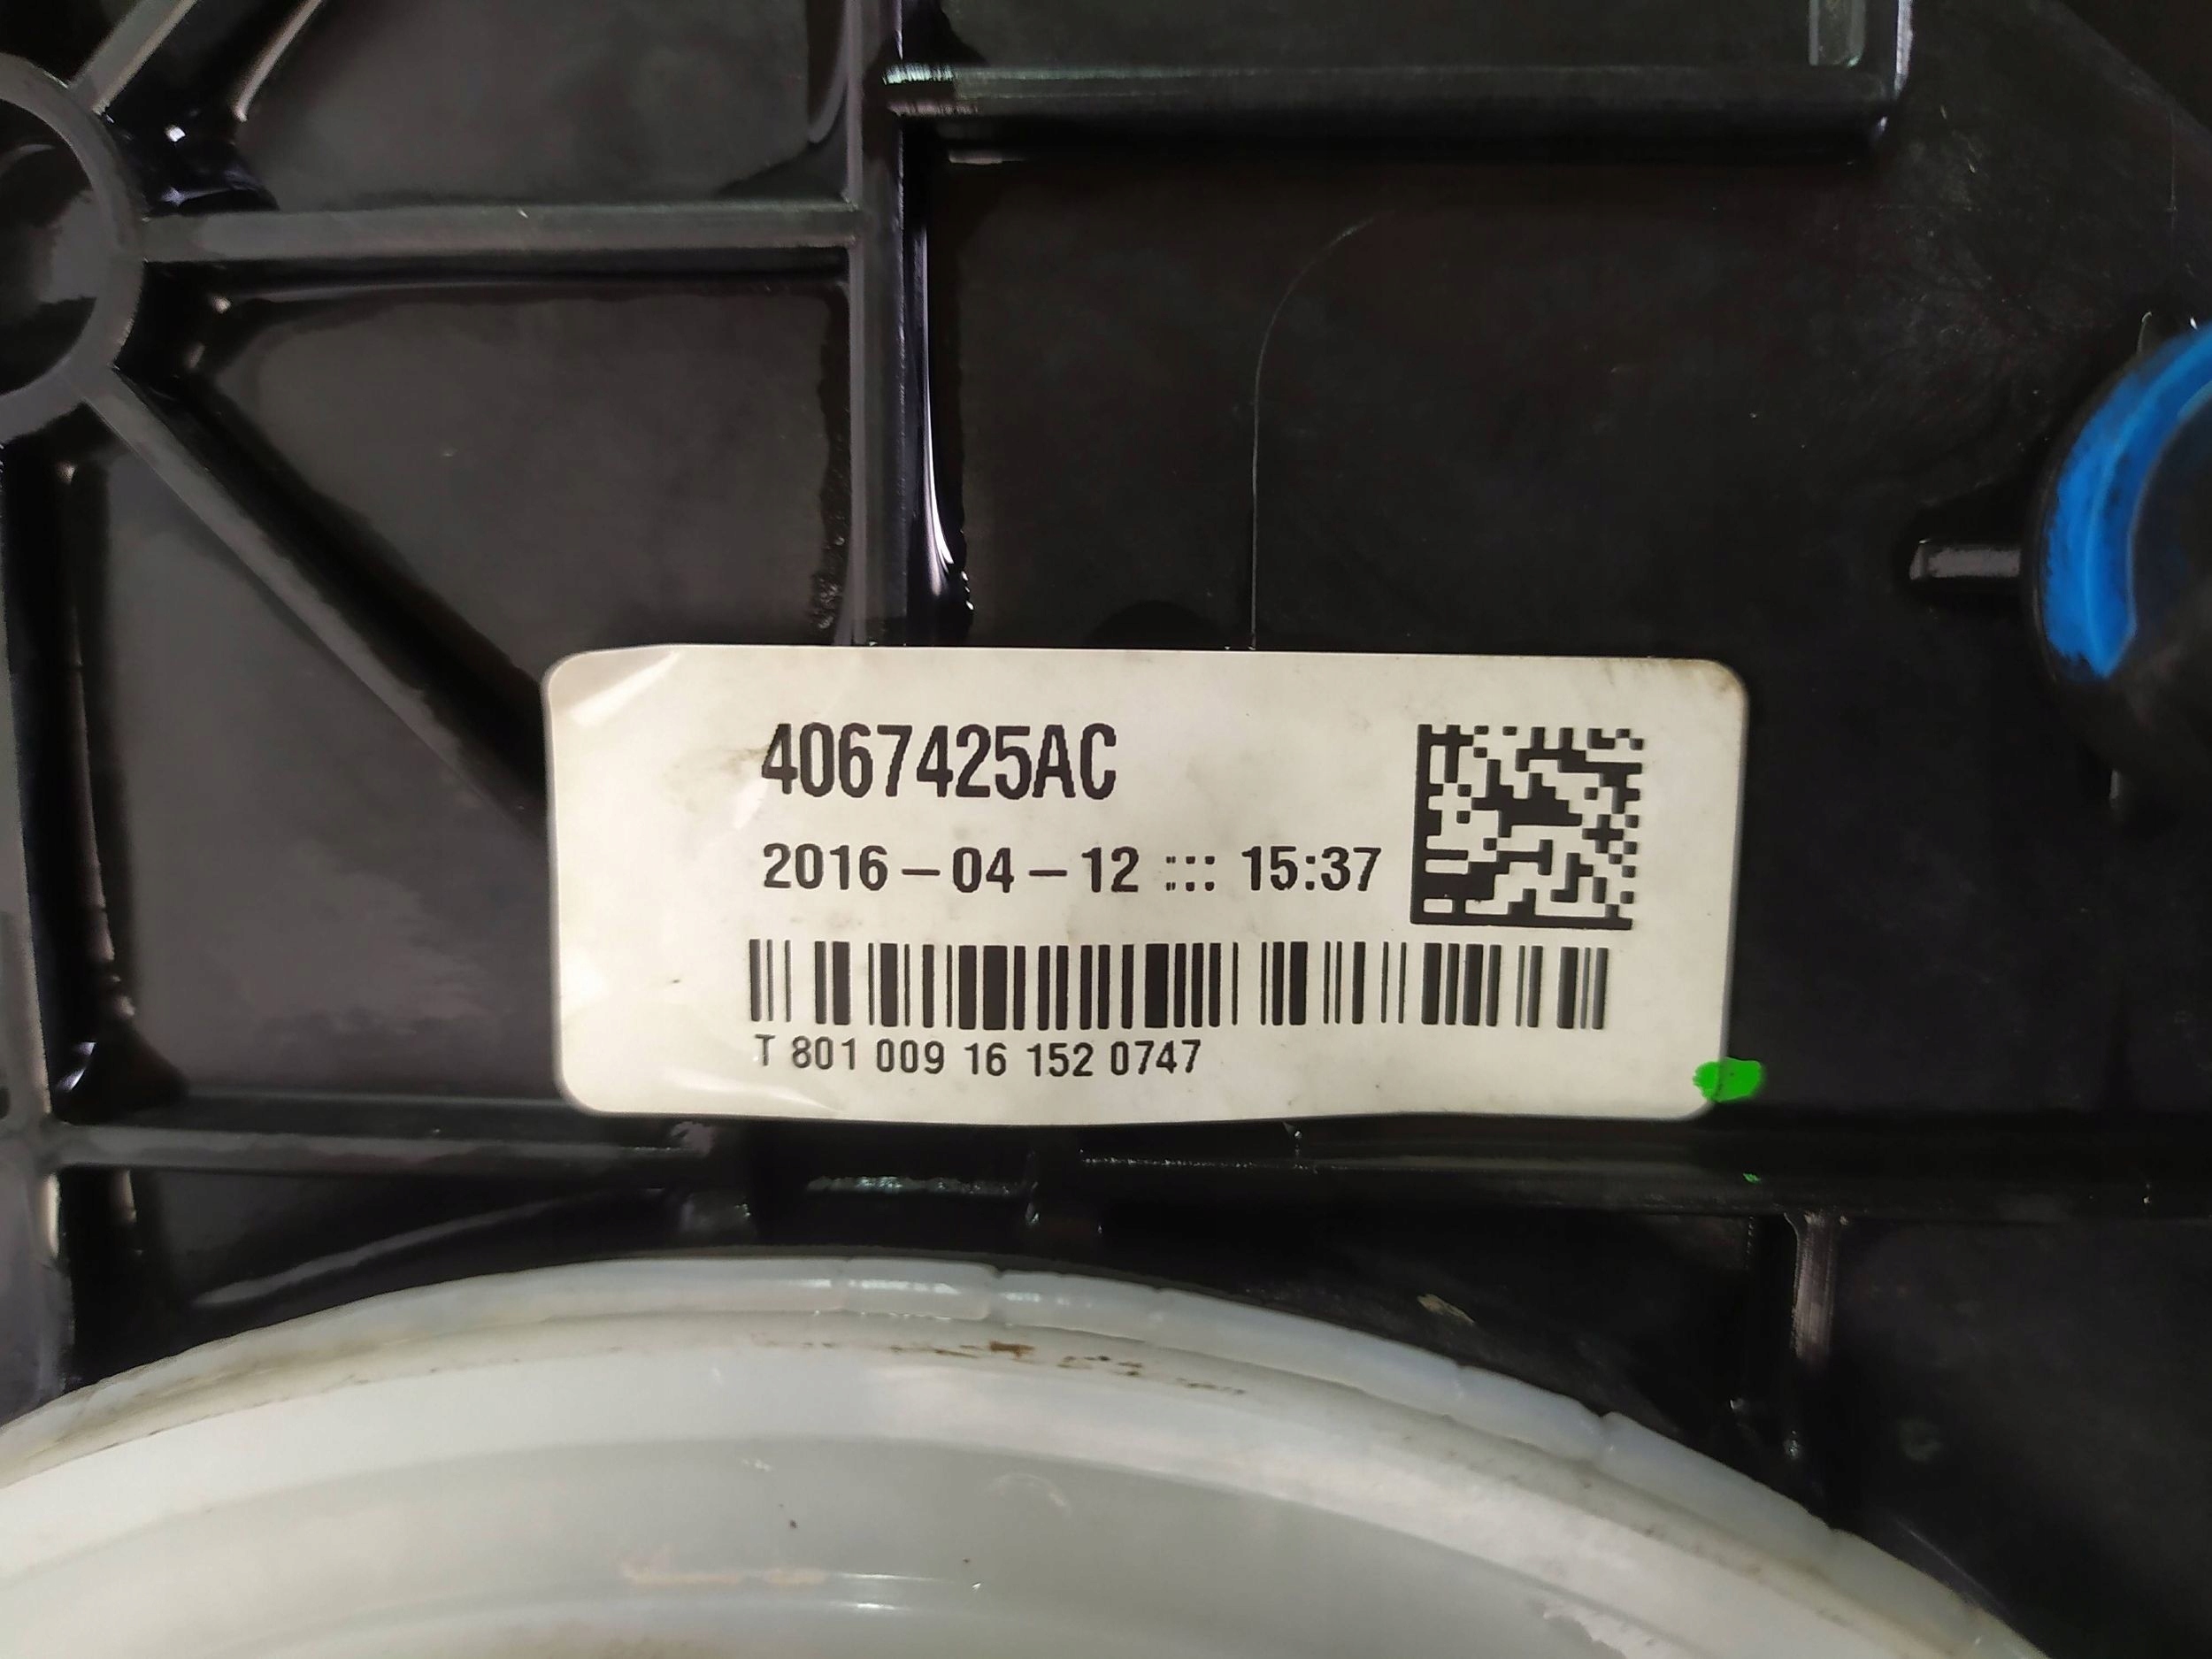 4067425AC
2016-04-12 ::: 15:37
T 801 009 16 152 0747